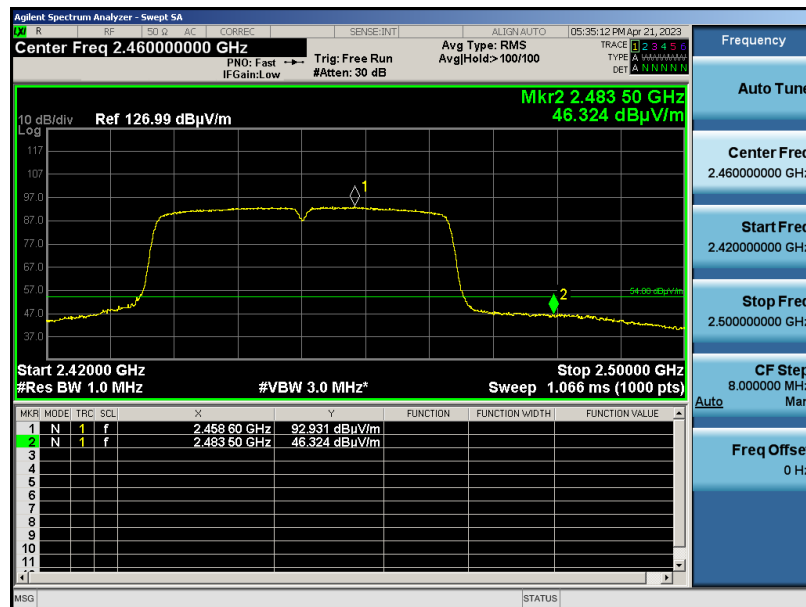 Agilent Spectrum Analyzer - Swept SA
LXI R RF 50 Ω AC CORREC SENSE:INT ALIGN AUTO 05:35:12 PM Apr 21, 2023
Center Freq 2.460000000 GHz
PNO: Fast
IFGain:Low
Trig: Free Run
#Atten: 30 dB
Avg Type: RMS
Avg|Hold:>100/100
TRACE 1 2 3 4 5 6
TYPE A
DET A N N N N N
Mkr2 2.483 50 GHz
46.324 dBµV/m
10 dB/div Ref 126.99 dBµV/m
Log
117
107
97.0
87.0
77.0
67.0
57.0
47.0
37.0
1
2
54.00 dBµV/m
Start 2.42000 GHz Stop 2.50000 GHz
#Res BW 1.0 MHz #VBW 3.0 MHz* Sweep 1.066 ms (1000 pts)
MKR MODE TRC SCL X Y FUNCTION FUNCTION WIDTH FUNCTION VALUE
1 N 1 f 2.458 60 GHz 92.931 dBµV/m
2 N 1 f 2.483 50 GHz 46.324 dBµV/m
3
4
5
6
7
8
9
10
11
MSG STATUS
Frequency
Auto Tune
Center Freq
2.460000000 GHz
Start Freq
2.420000000 GHz
Stop Freq
2.500000000 GHz
CF Step
8.000000 MHz
Auto Man
Freq Offset
0 Hz